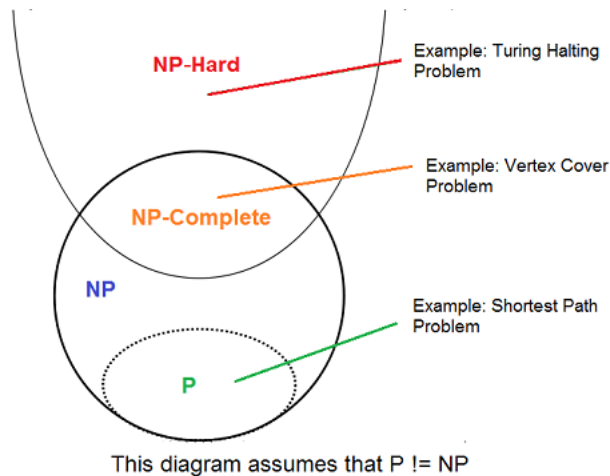 NP-Hard
Example: Turing Halting
Problem
Example: Vertex Cover
Problem
NP-Complete
NP
Example: Shortest Path
Problem
P
This diagram assumes that P != NP